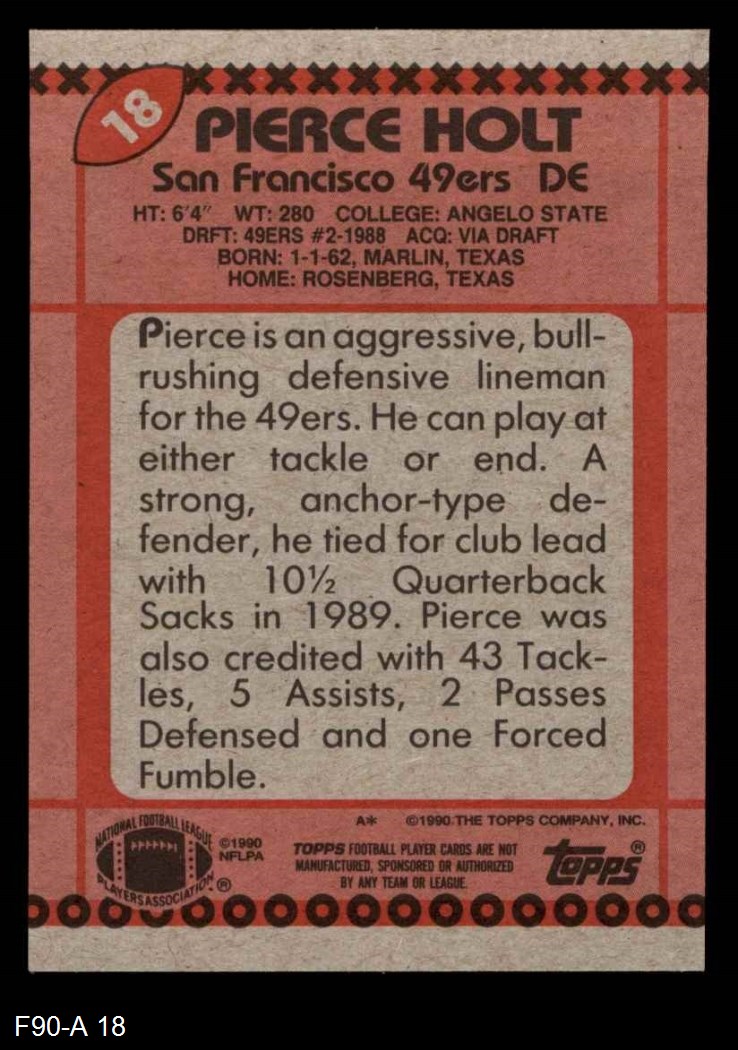 18
PIERCE HOLT
San Francisco 49ers DE
HT: 6'4" WT: 280 COLLEGE: ANGELO STATE
DRFT: 49ERS #2-1988 ACQ: VIA DRAFT
BORN: 1-1-62, MARLIN, TEXAS
HOME: ROSENBERG, TEXAS
Pierce is an aggressive, bull-
rushing defensive lineman
for the 49ers. He can play at
either tackle or end. A
strong, anchor-type de-
fender, he tied for club lead
with 10½ Quarterback
Sacks in 1989. Pierce was
also credited with 43 Tack-
les, 5 Assists, 2 Passes
Defensed and one Forced
Fumble.
A* ©1990 THE TOPPS COMPANY, INC.
NATIONAL FOOTBALL LEAGUE
PLAYERS ASSOCIATION ®
©1990
NFLPA
TOPPS FOOTBALL PLAYER CARDS ARE NOT
MANUFACTURED, SPONSORED OR AUTHORIZED
BY ANY TEAM OR LEAGUE.
Topps®
F90-A 18